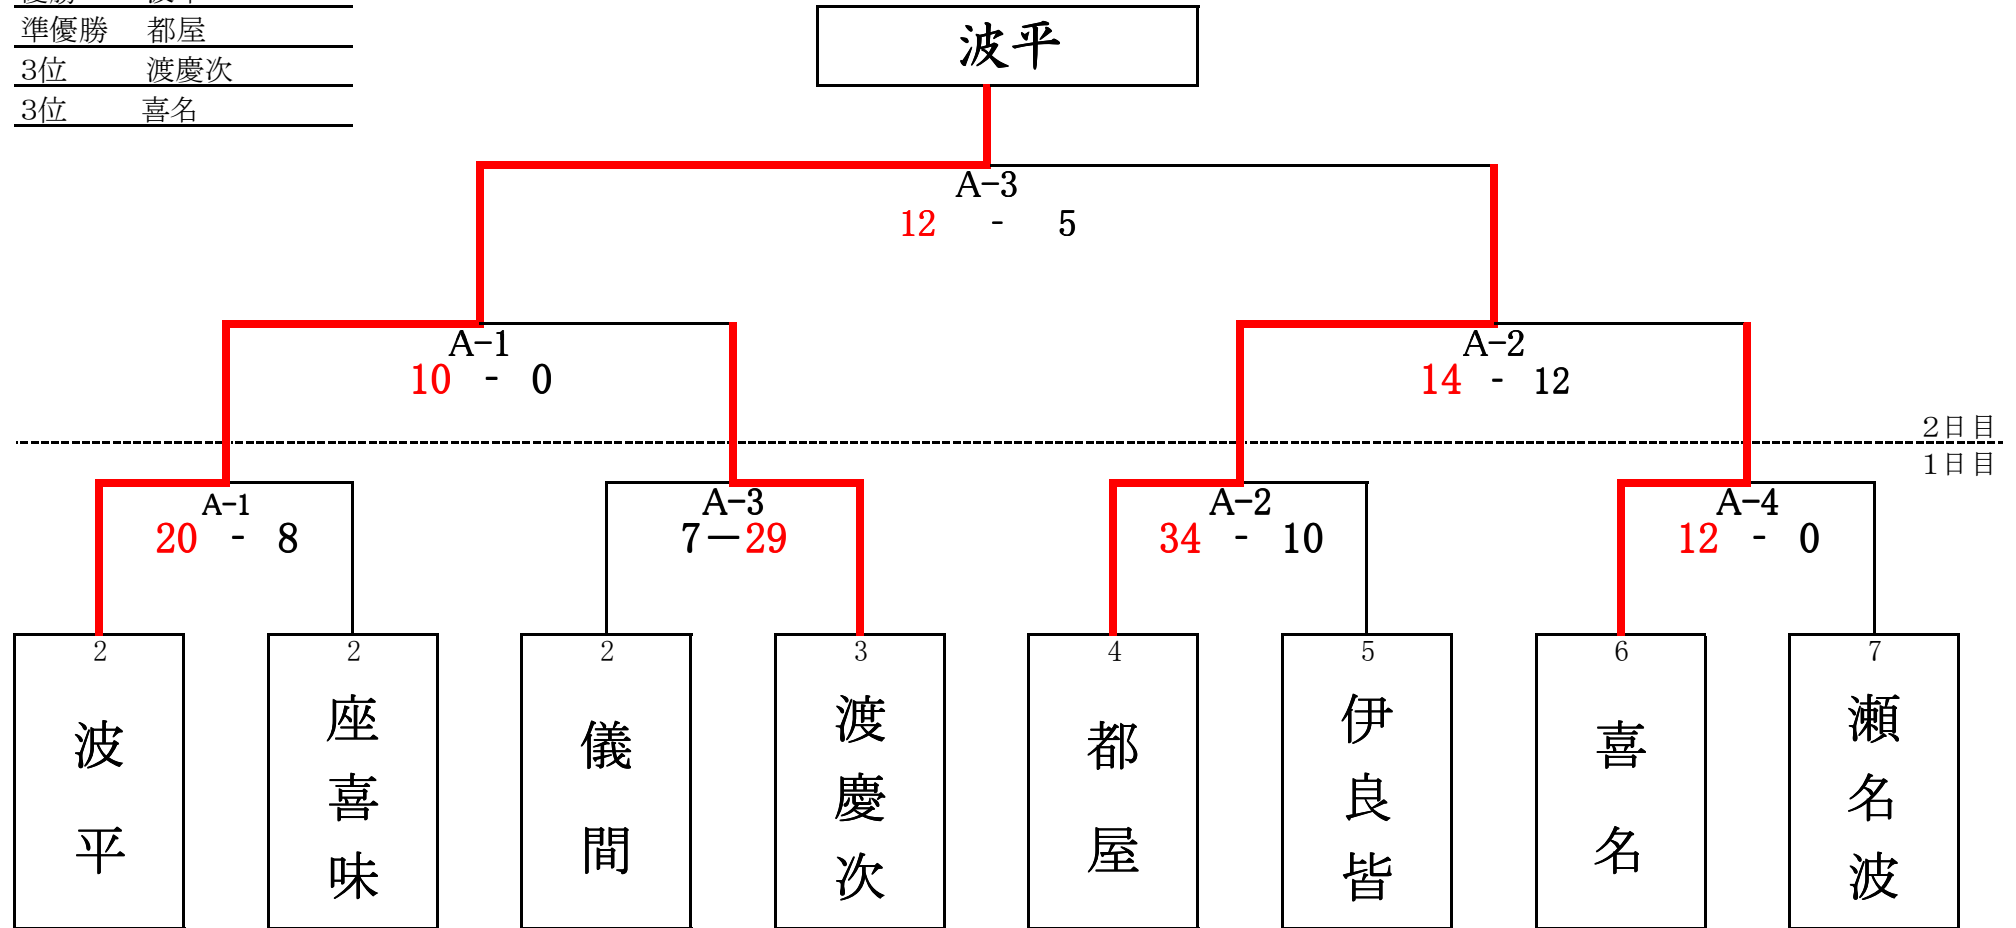 準優勝 都屋
3位 渡慶次
3位 喜名
波平
A-3
12 - 5
A-1
10 - 0
A-2
14 - 12
2日目
1日目
A-1
20 - 8
A-3
7-29
A-2
34 - 10
A-4
12 - 0
2
波平
2
座喜味
2
儀間
3
渡慶次
4
都屋
5
伊良皆
6
喜名
7
瀬名波